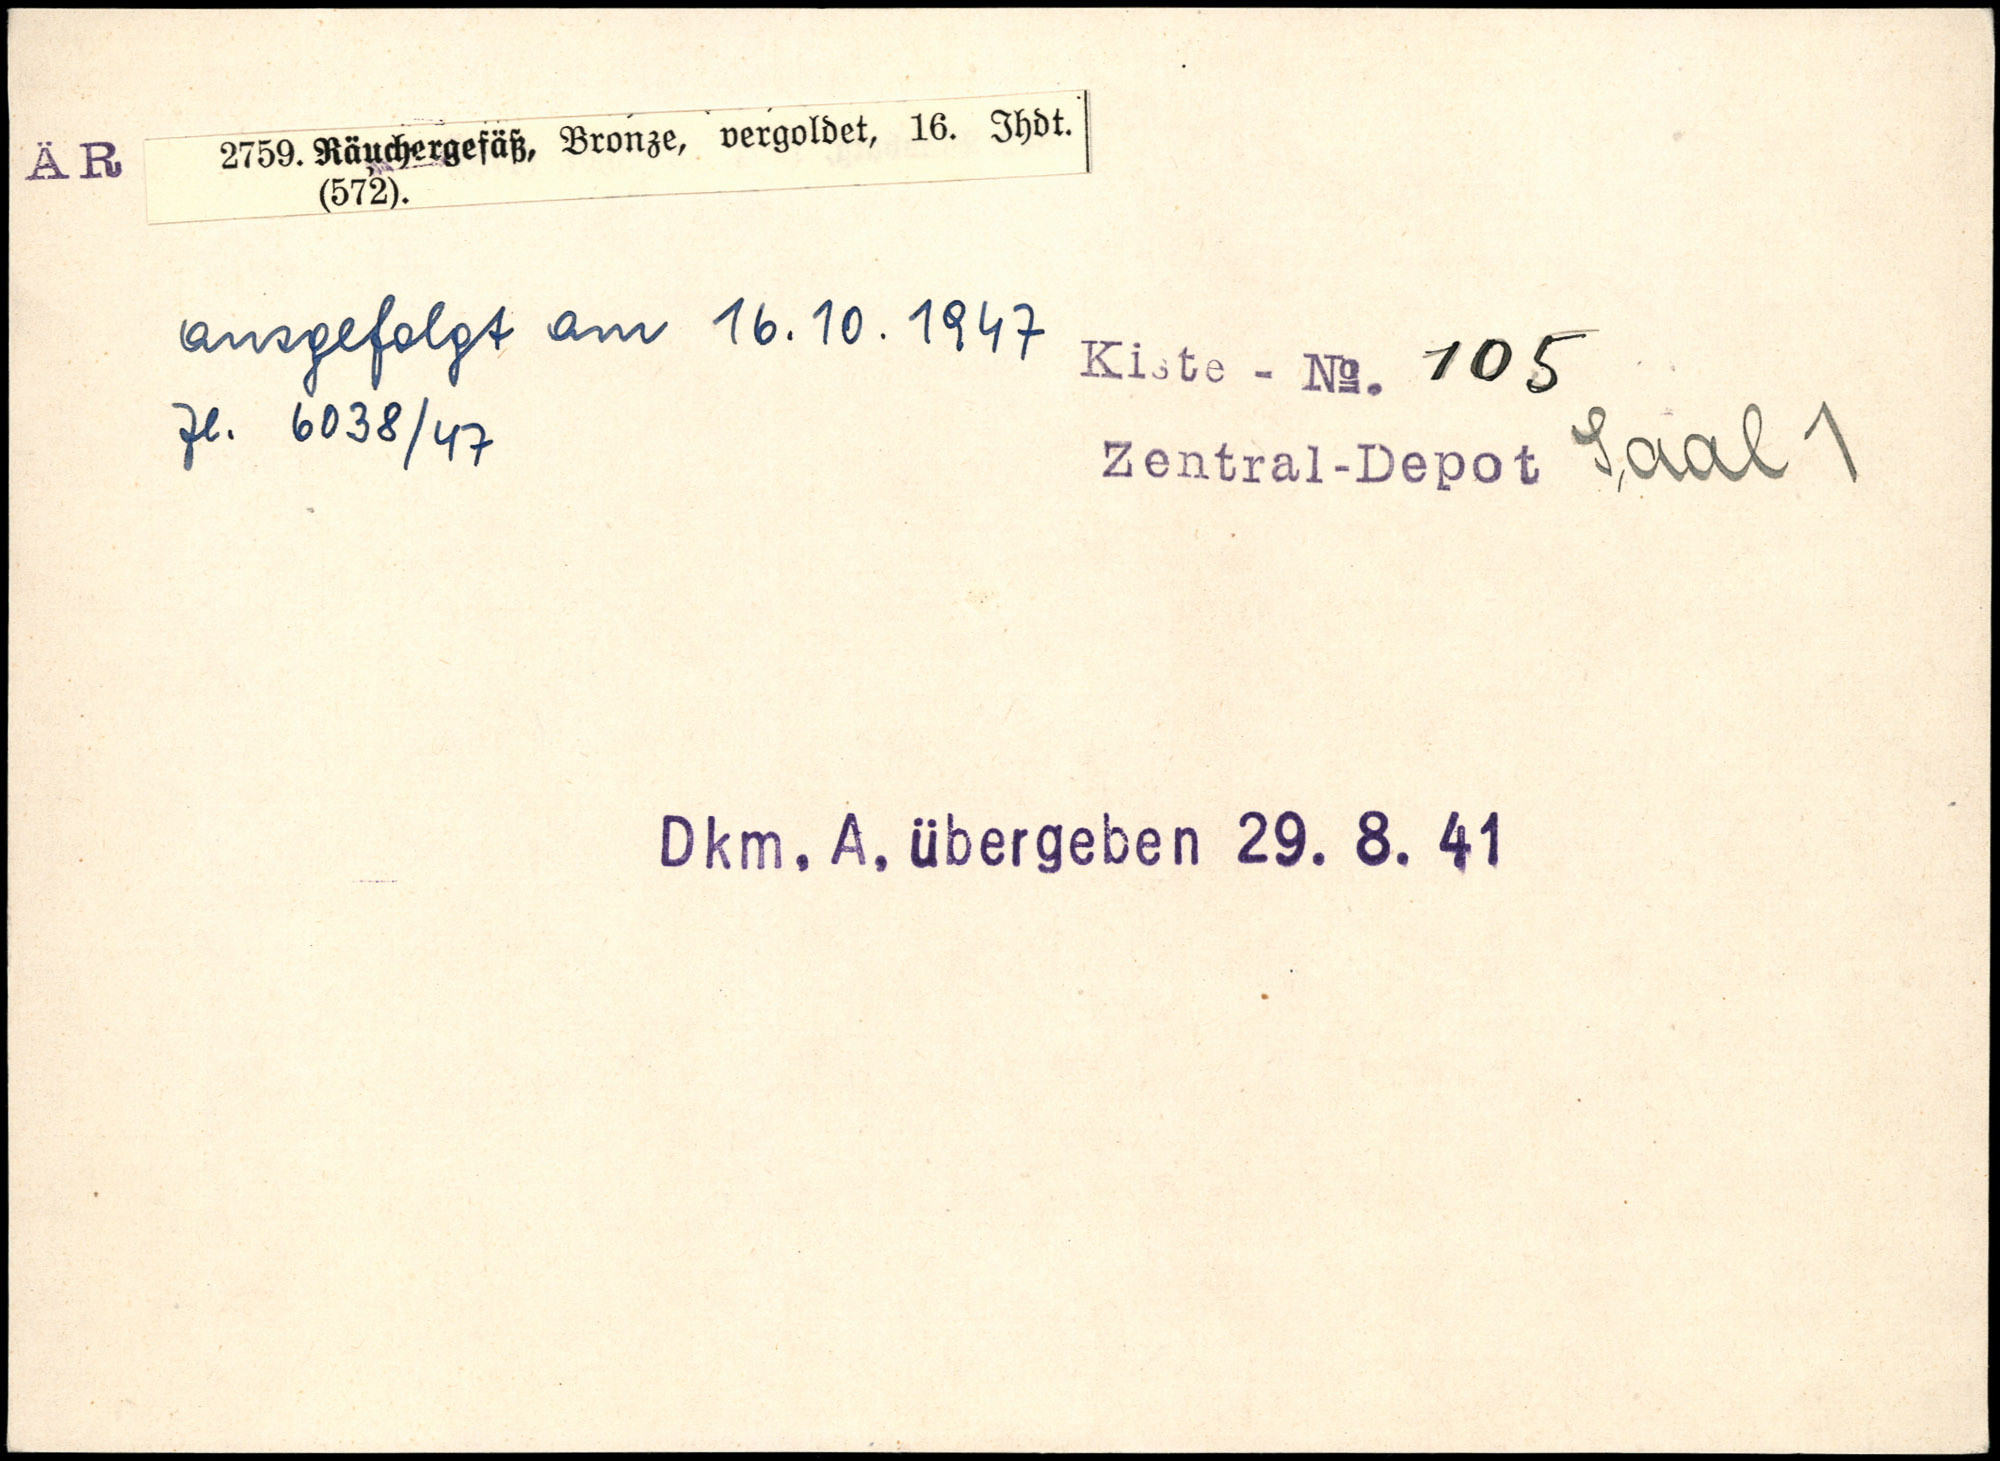 ÄR
2759. Räuchergefäß, Bronze, vergoldet, 16. Jhdt.
(572).
ausgefolgt am 16.10.1947
Zl. 6038/47
Kiste - No. 105
Zentral-Depot Saal 1
Dkm. A. übergeben 29. 8. 41